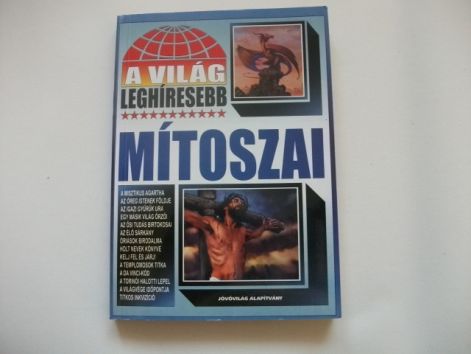 A VILÁG
LEGHÍRESEBB
MÍTOSZAI
A MISZTIKUS AGARTHA
AZ ÖREG ISTENEK FÖLDJE
AZ IGAZI GYŰRŰK URA
EGY MÁSIK VILÁG ŐRZŐI
AZ ŐSI TUDÁS BIRTOKOSAI
AZ ÉLŐ SÁRKÁNY
ÓRIÁSOK BIRODALMA
HOLT NEVEK KÖNYVE
KELJ FEL ÉS JÁRJ!
A TEMPLOMOSOK TITKA
A DA VINCI-KÓD
A TORINÓI HALOTTI LEPEL
A VILÁGVÉGE IDŐPONTJA
TITKOS INKVIZÍCIÓ
JÖVŐVILÁG ALAPÍTVÁNY